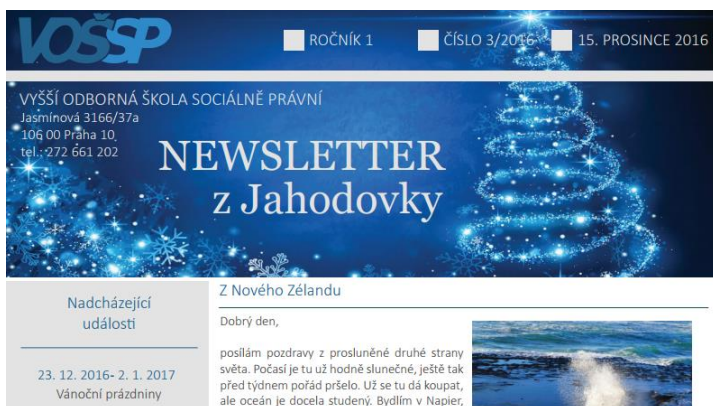 VOŠSP
ROČNÍK 1
ČÍSLO 3/2016
15. PROSINCE 2016
VYŠŠÍ ODBORNÁ ŠKOLA SOCIÁLNĚ PRÁVNÍ
Jasmínová 3166/37a
106 00 Praha 10
tel.: 272 661 202
NEWSLETTER
z Jahodovky
Nadcházející
události
23. 12. 2016- 2. 1. 2017
Vánoční prázdniny
Z Nového Zélandu
Dobrý den,
posílám pozdravy z prosluněné druhé strany
světa. Počasí je tu už hodně slunečné, ještě tak
před týdnem pořád pršelo. Už se tu dá koupat,
ale oceán je docela studený. Bydlím v Napier,